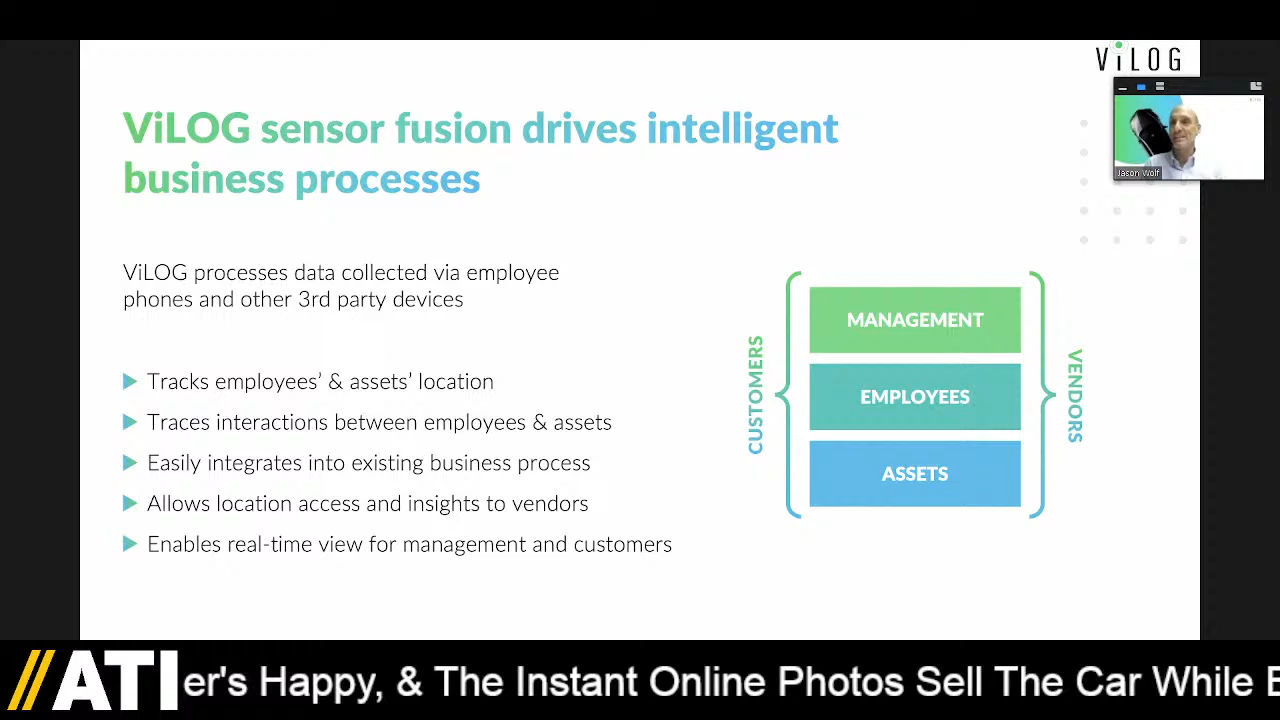 ViLOG
ViLOG sensor fusion drives intelligent
business processes
Jason Wolf
ViLOG processes data collected via employee
phones and other 3rd party devices
Tracks employees’ & assets’ location
Traces interactions between employees & assets
Easily integrates into existing business process
Allows location access and insights to vendors
Enables real-time view for management and customers
CUSTOMERS
MANAGEMENT
EMPLOYEES
ASSETS
VENDORS
//ATI er's Happy, & The Instant Online Photos Sell The Car While